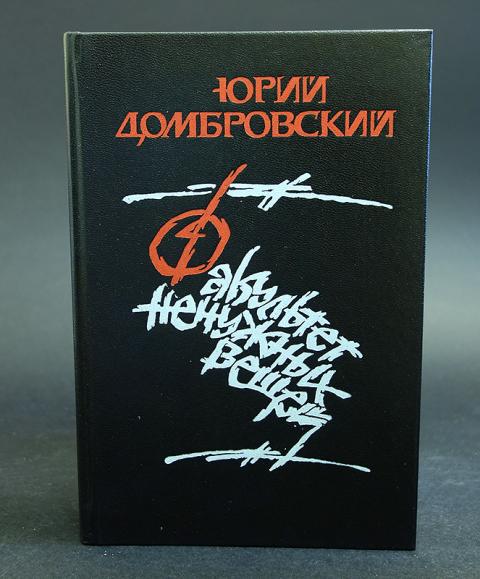 ЮРИЙ
ДОМБРОВСКИЙ
Факультет
ненужных
вещей